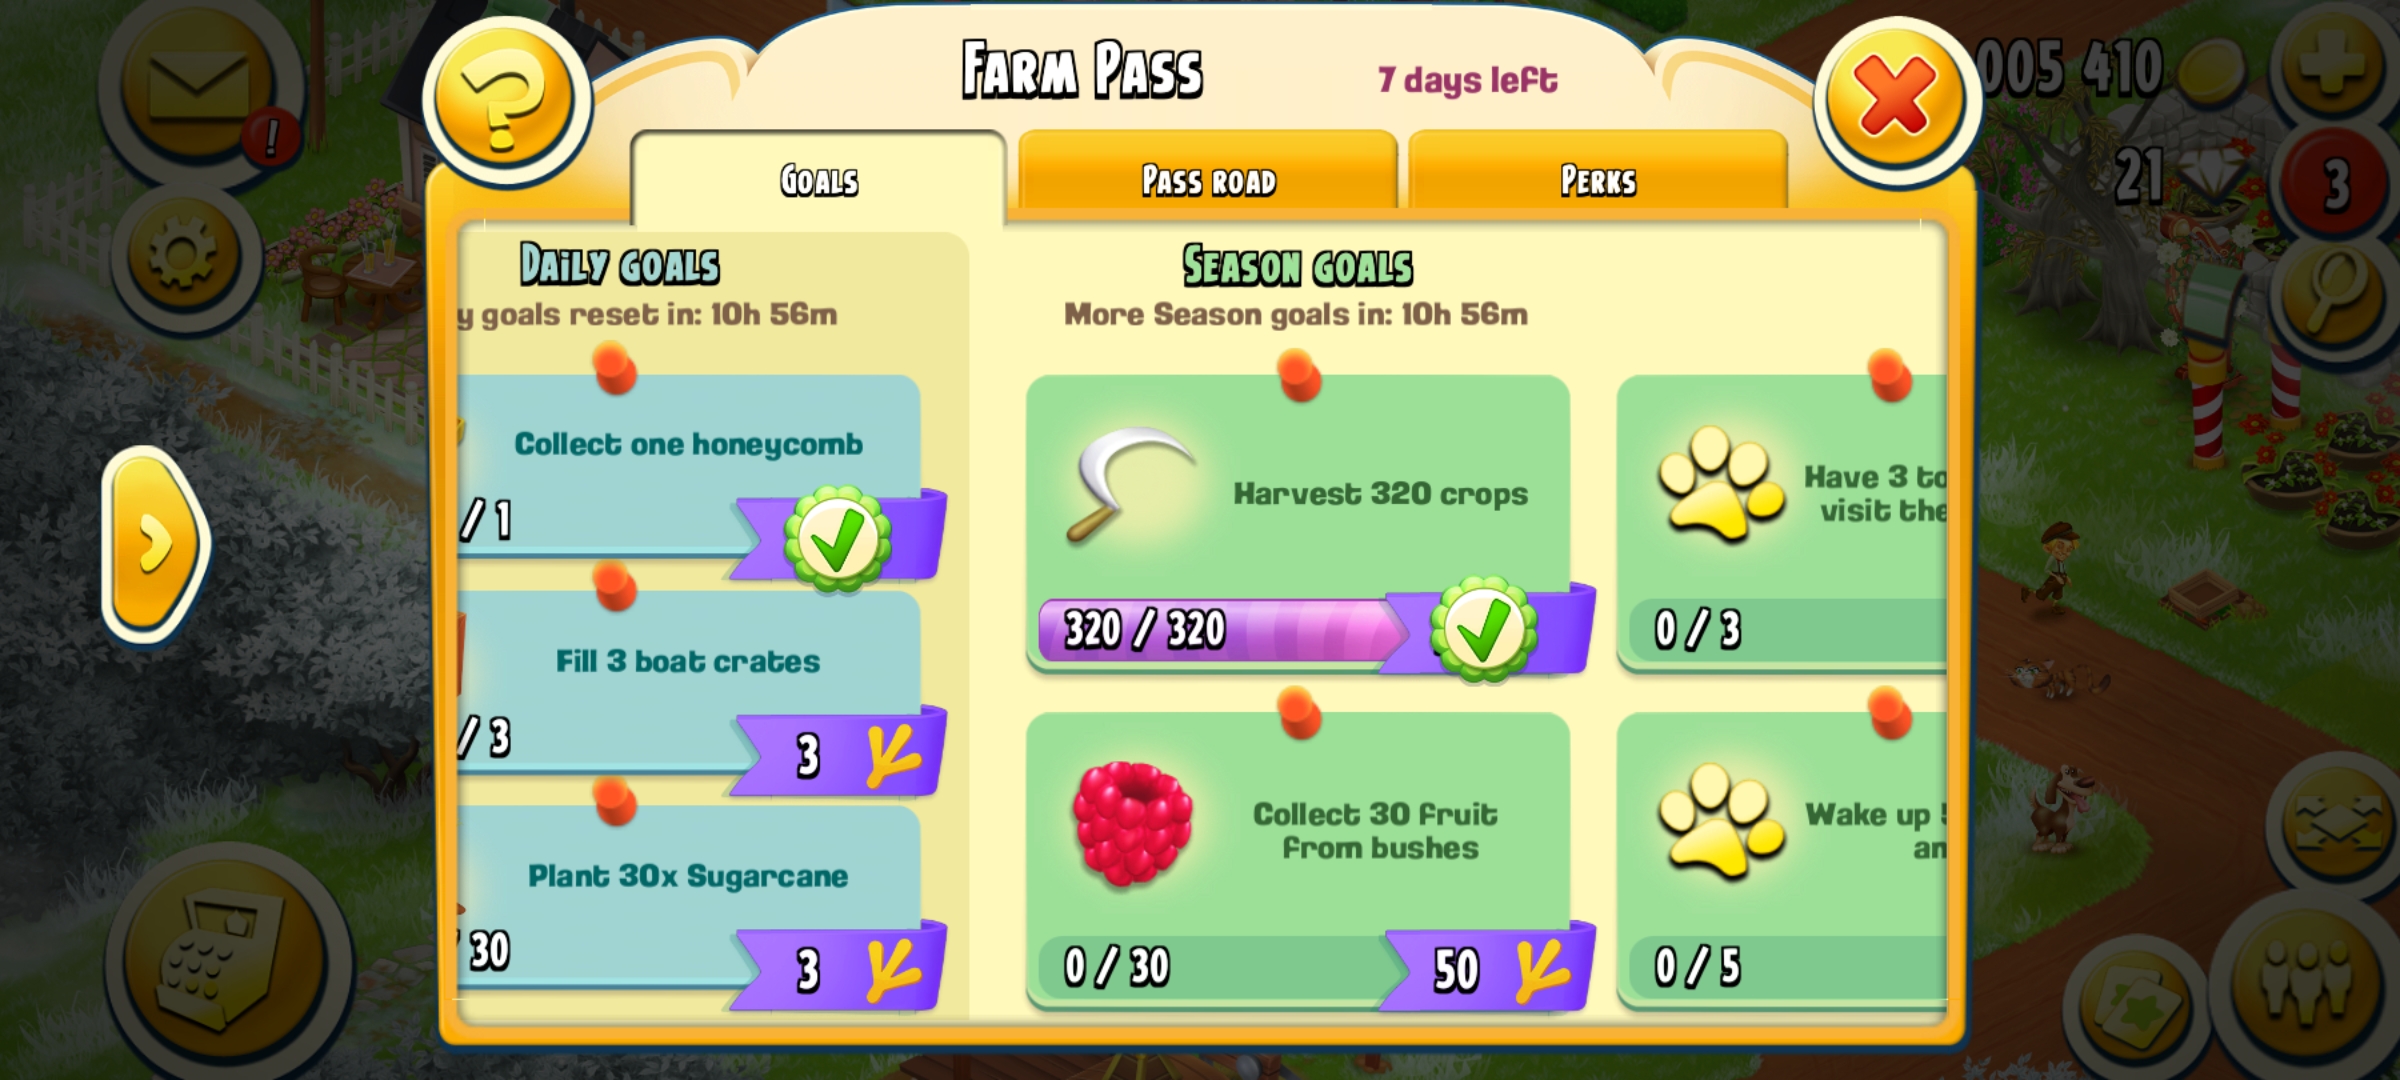 FARM PASS
7 days left
005 410
21
3
GOALS
PASS ROAD
PERKS
DAILY GOALS
y goals reset in: 10h 56m
Collect one honeycomb
/ 1
Fill 3 boat crates
/ 3
3
Plant 30x Sugarcane
30
3
SEASON GOALS
More Season goals in: 10h 56m
Harvest 320 crops
320 / 320
Collect 30 fruit
from bushes
0 / 30
50
Have 3 to
visit the
0 / 3
Wake up
an
0 / 5